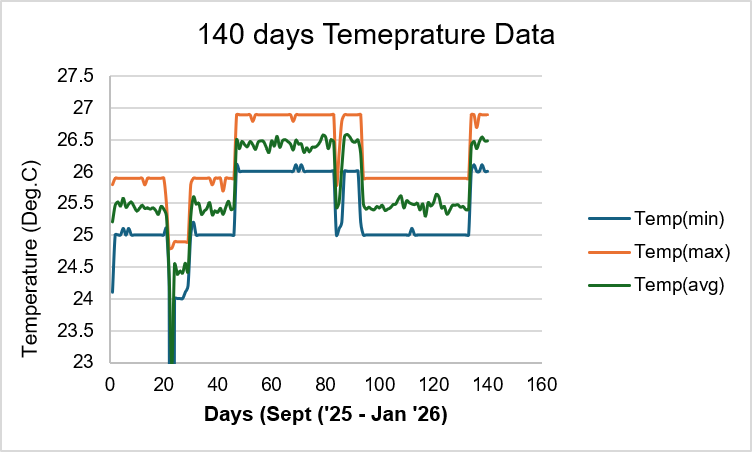 140 days Temeprature Data
27.5
27
26.5
26
25.5
25
24.5
24
23.5
23
Temperature (Deg.C)
0 20 40 60 80 100 120 140 160
Days (Sept ('25 - Jan '26)
Temp(min)
Temp(max)
Temp(avg)